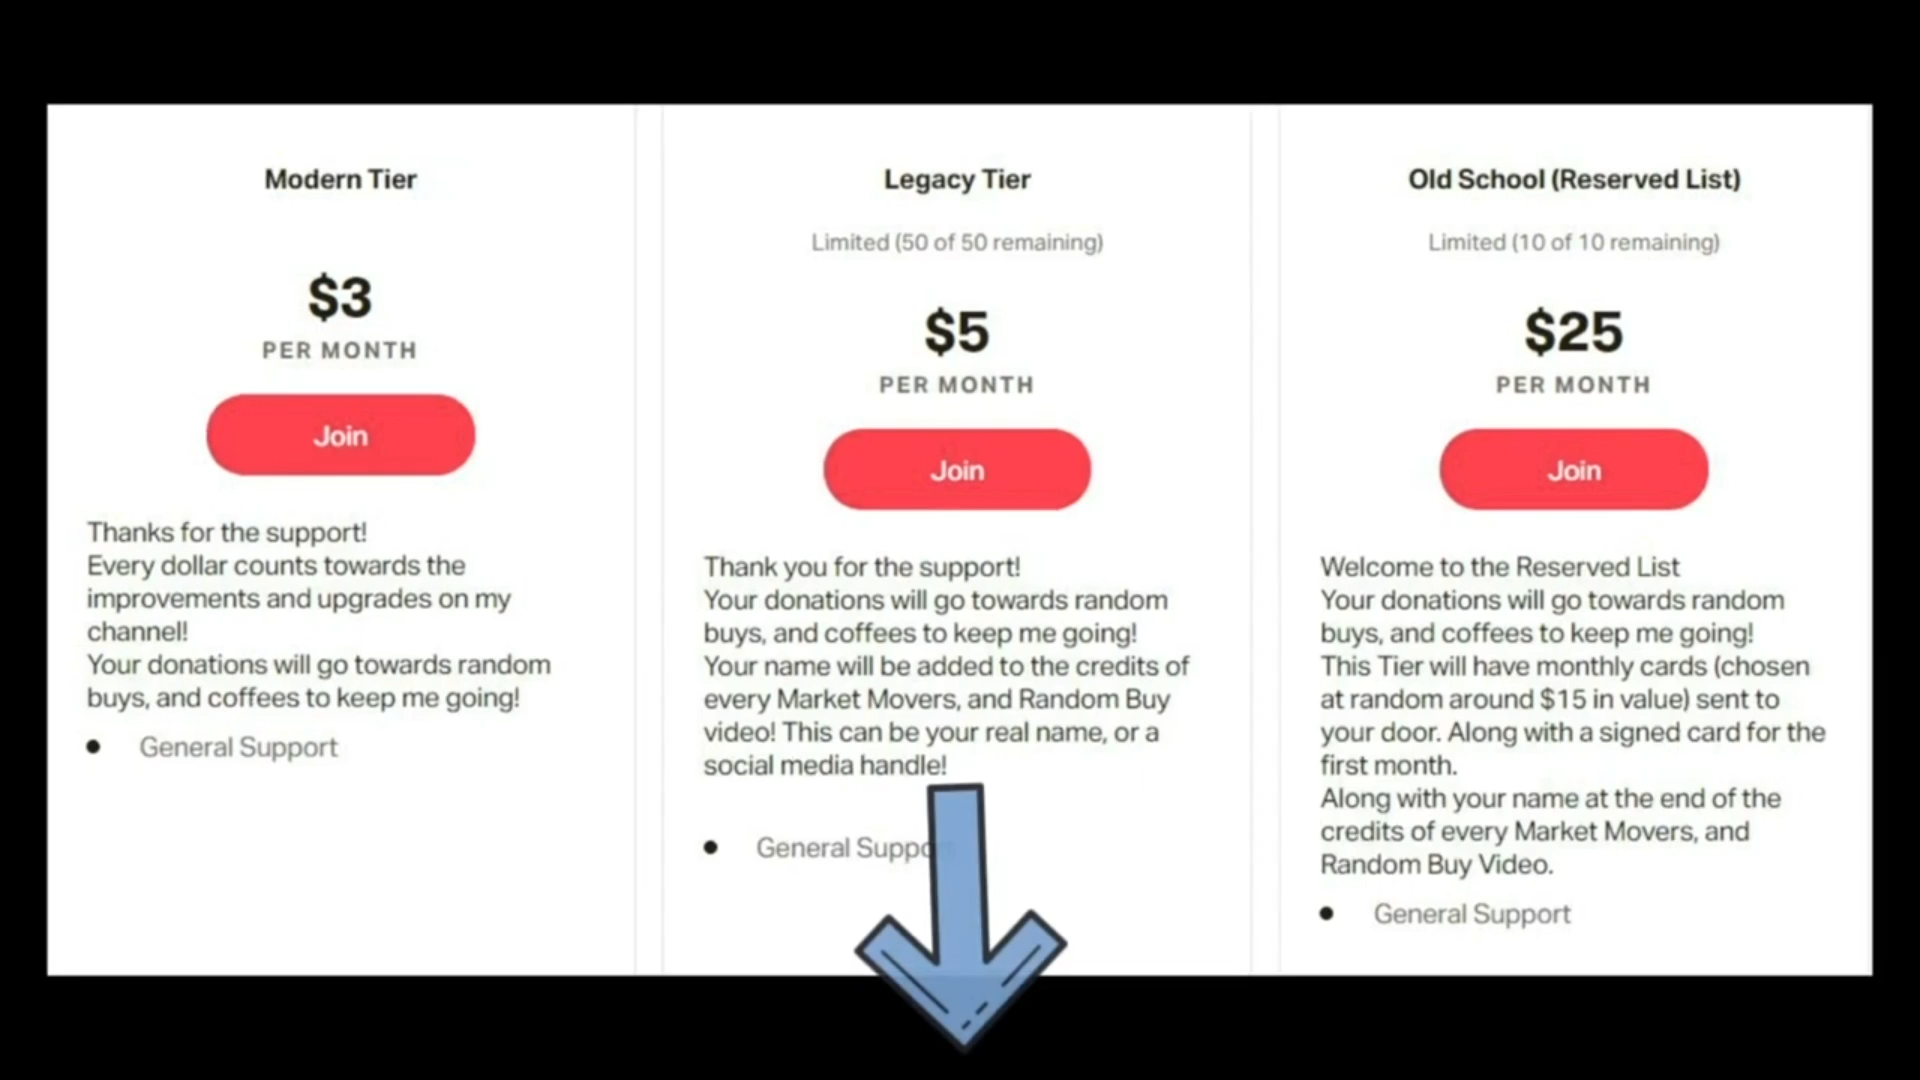 Modern Tier
$3
PER MONTH
Join
Thanks for the support!
Every dollar counts towards the
improvements and upgrades on my
channel!
Your donations will go towards random
buys, and coffees to keep me going!
• General Support
Legacy Tier
Limited (50 of 50 remaining)
$5
PER MONTH
Join
Thank you for the support!
Your donations will go towards random
buys, and coffees to keep me going!
Your name will be added to the credits of
every Market Movers, and Random Buy
video! This can be your real name, or a
social media handle!
• General Suppo
Old School (Reserved List)
Limited (10 of 10 remaining)
$25
PER MONTH
Join
Welcome to the Reserved List
Your donations will go towards random
buys, and coffees to keep me going!
This Tier will have monthly cards (chosen
at random around $15 in value) sent to
your door. Along with a signed card for the
first month.
Along with your name at the end of the
credits of every Market Movers, and
Random Buy Video.
• General Support